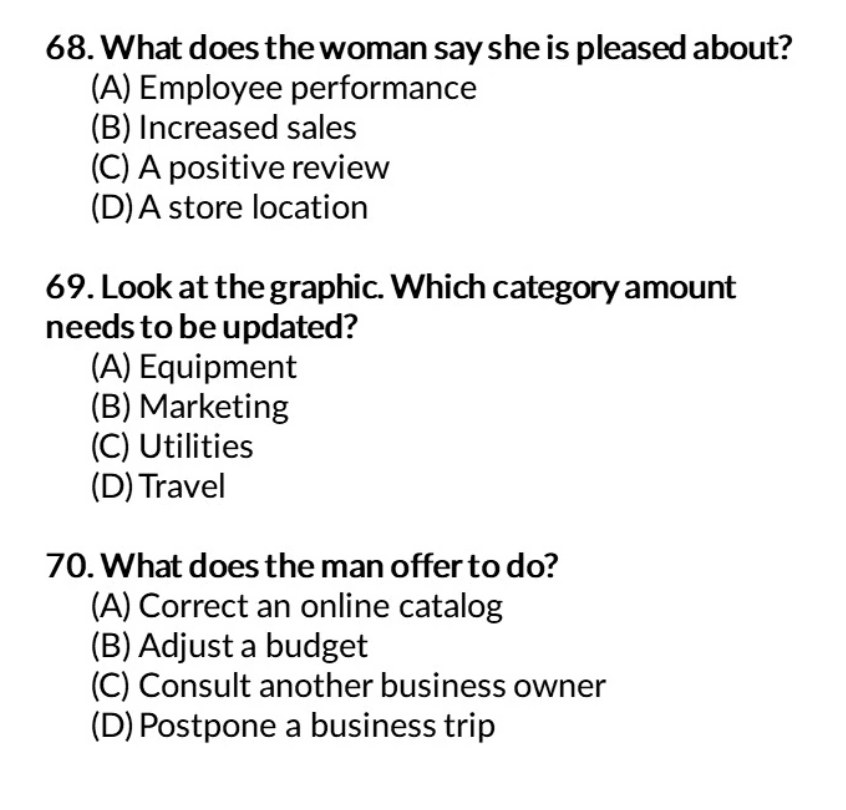 68. What does the woman say she is pleased about?
(A) Employee performance
(B) Increased sales
(C) A positive review
(D) A store location
69. Look at the graphic. Which category amount
needs to be updated?
(A) Equipment
(B) Marketing
(C) Utilities
(D) Travel
70. What does the man offer to do?
(A) Correct an online catalog
(B) Adjust a budget
(C) Consult another business owner
(D) Postpone a business trip